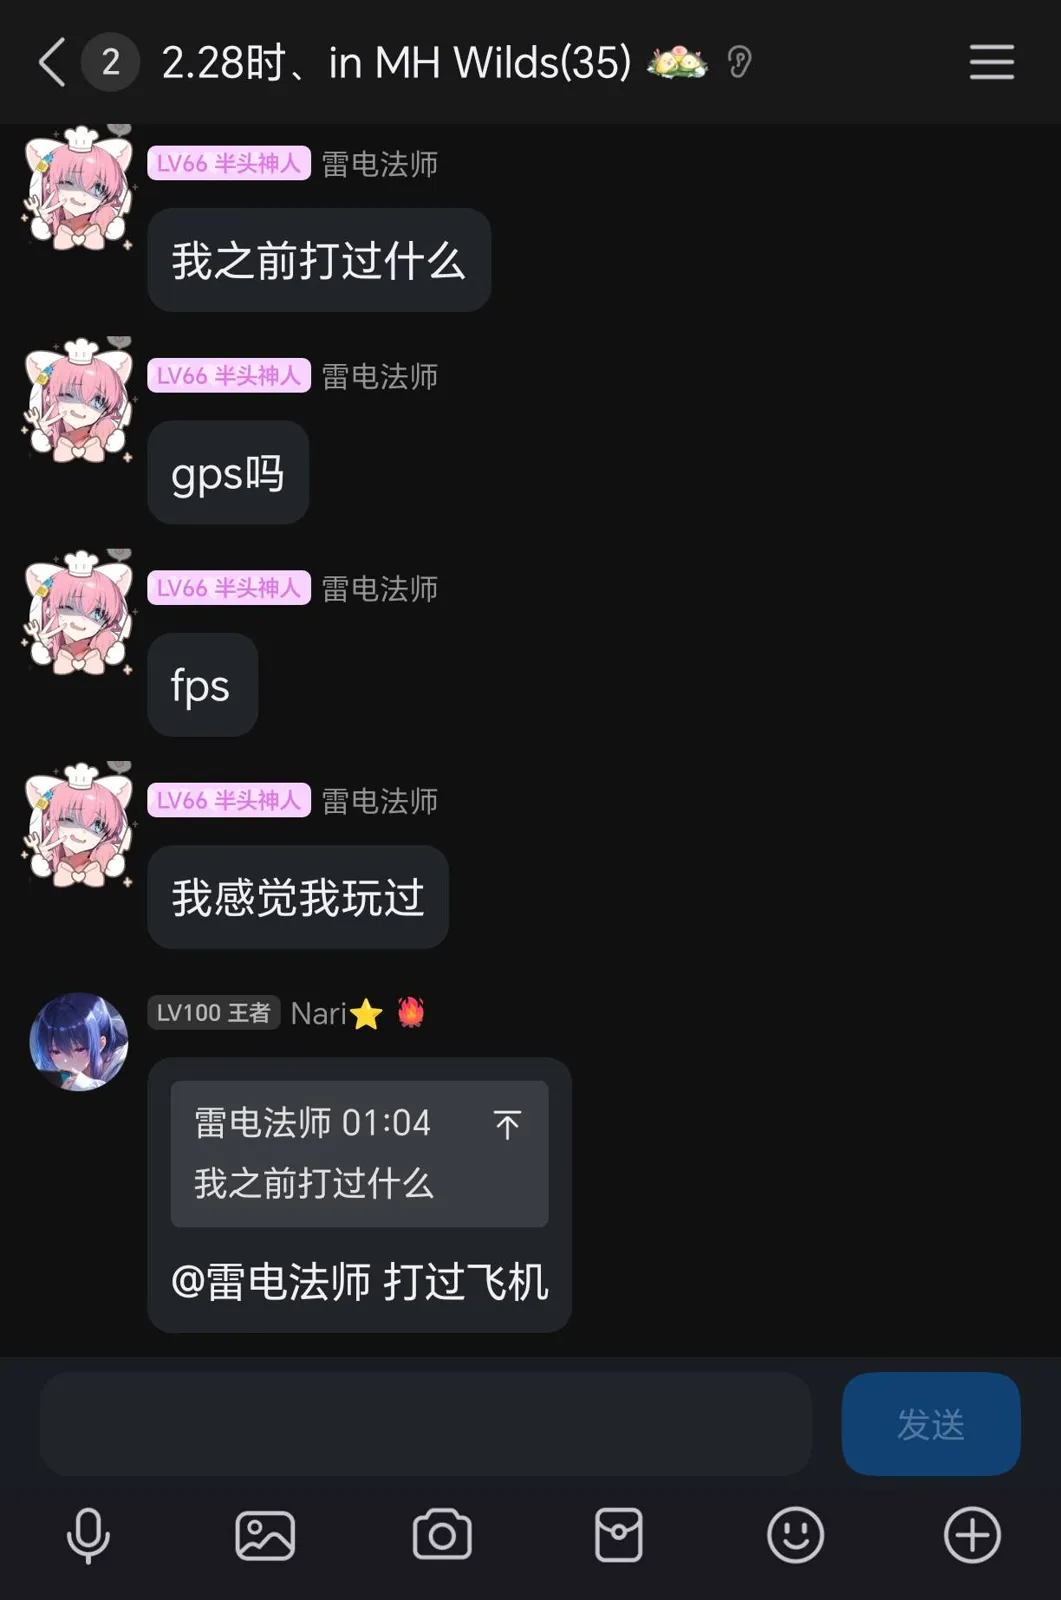 2
2.28时、in MH Wilds(35)
LV66 半头神人 雷电法师
我之前打过什么
LV66 半头神人 雷电法师
gps吗
LV66 半头神人 雷电法师
fps
LV66 半头神人 雷电法师
我感觉我玩过
LV100 王者 Nari⭐
雷电法师 01:04
我之前打过什么
@雷电法师 打过飞机
发送